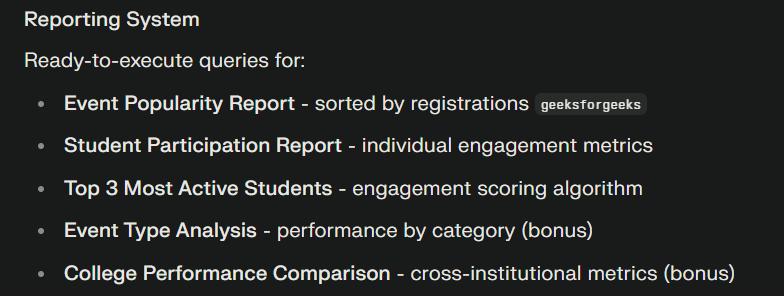 Reporting System
Ready-to-execute queries for:
• Event Popularity Report - sorted by registrations geeksforgeeks
• Student Participation Report - individual engagement metrics
• Top 3 Most Active Students - engagement scoring algorithm
• Event Type Analysis - performance by category (bonus)
• College Performance Comparison - cross-institutional metrics (bonus)